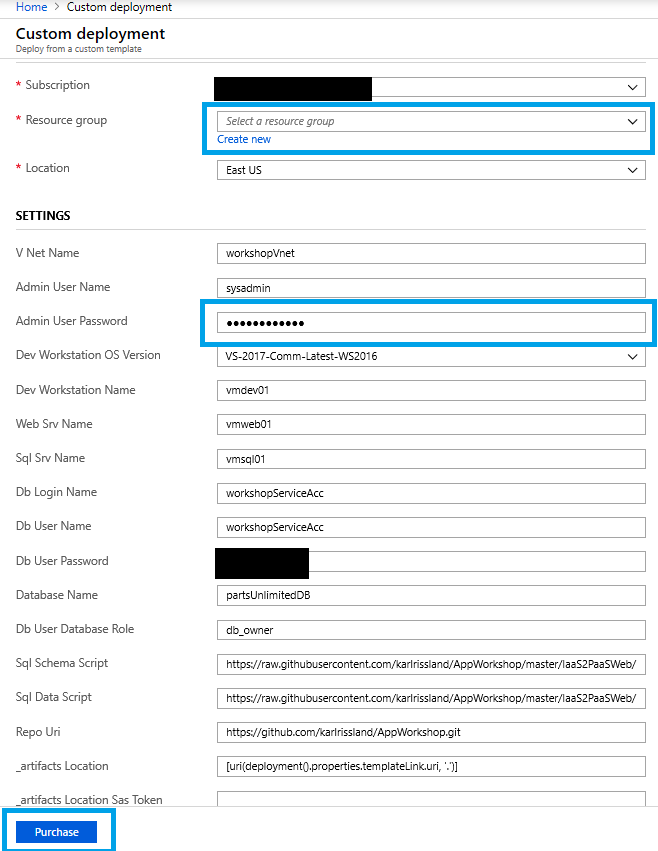 Home > Custom deployment
Custom deployment
Deploy from a custom template
* Subscription
* Resource group
Select a resource group
Create new
* Location
East US
SETTINGS
V Net Name
workshopVnet
Admin User Name
sysadmin
Admin User Password
●●●●●●●●●●●●
Dev Workstation OS Version
VS-2017-Comm-Latest-WS2016
Dev Workstation Name
vmdev01
Web Srv Name
vmweb01
Sql Srv Name
vmsql01
Db Login Name
workshopServiceAcc
Db User Name
workshopServiceAcc
Db User Password
Database Name
partsUnlimitedDB
Db User Database Role
db_owner
Sql Schema Script
https://raw.githubusercontent.com/karlrissland/AppWorkshop/master/IaaS2PaaSWeb/
Sql Data Script
https://raw.githubusercontent.com/karlrissland/AppWorkshop/master/IaaS2PaaSWeb/
Repo Uri
https://github.com/karlrissland/AppWorkshop.git
_artifacts Location
[uri(deployment().properties.templateLink.uri, '.')]
_artifacts Location Sas Token
Purchase